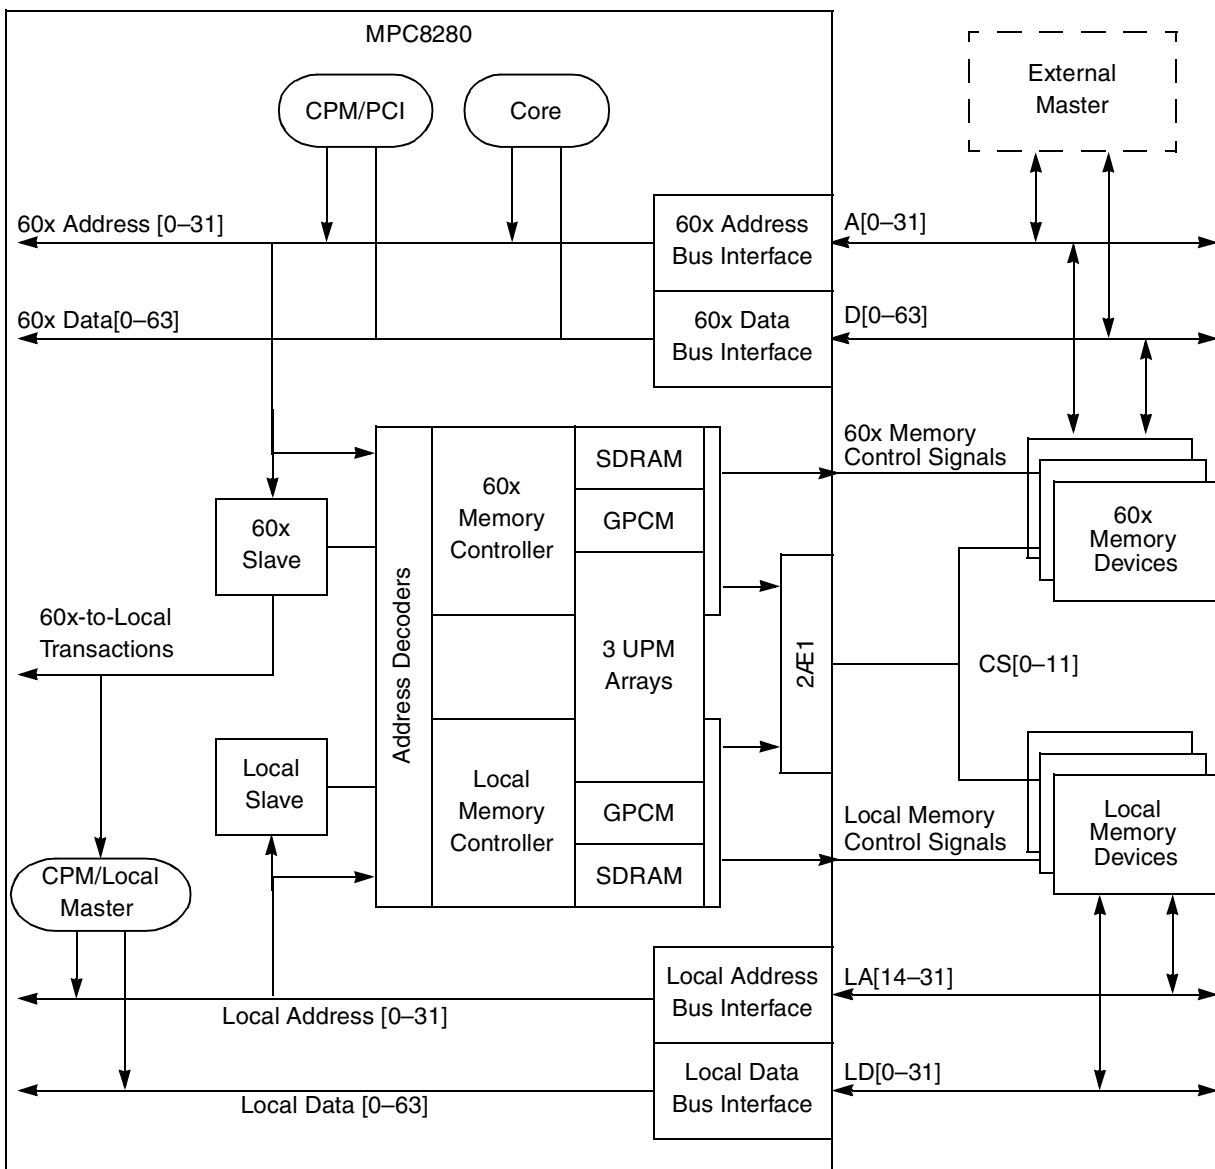 MPC8280
External
Master
CPM/PCI
Core
60x Address [0–31]
60x Address
Bus Interface
A[0–31]
60x Data[0–63]
60x Data
Bus Interface
D[0–63]
60x Memory
Control Signals
SDRAM
60x
Memory
Controller
GPCM
60x
Slave
60x
Memory
Devices
Address Decoders
60x-to-Local
Transactions
3 UPM
Arrays
2Æ1
CS[0–11]
Local
Slave
Local
Memory
Controller
GPCM
SDRAM
Local Memory
Control Signals
Local
Memory
Devices
CPM/Local
Master
Local Address
Bus Interface
LA[14–31]
Local Address [0–31]
Local Data
Bus Interface
LD[0–31]
Local Data [0–63]